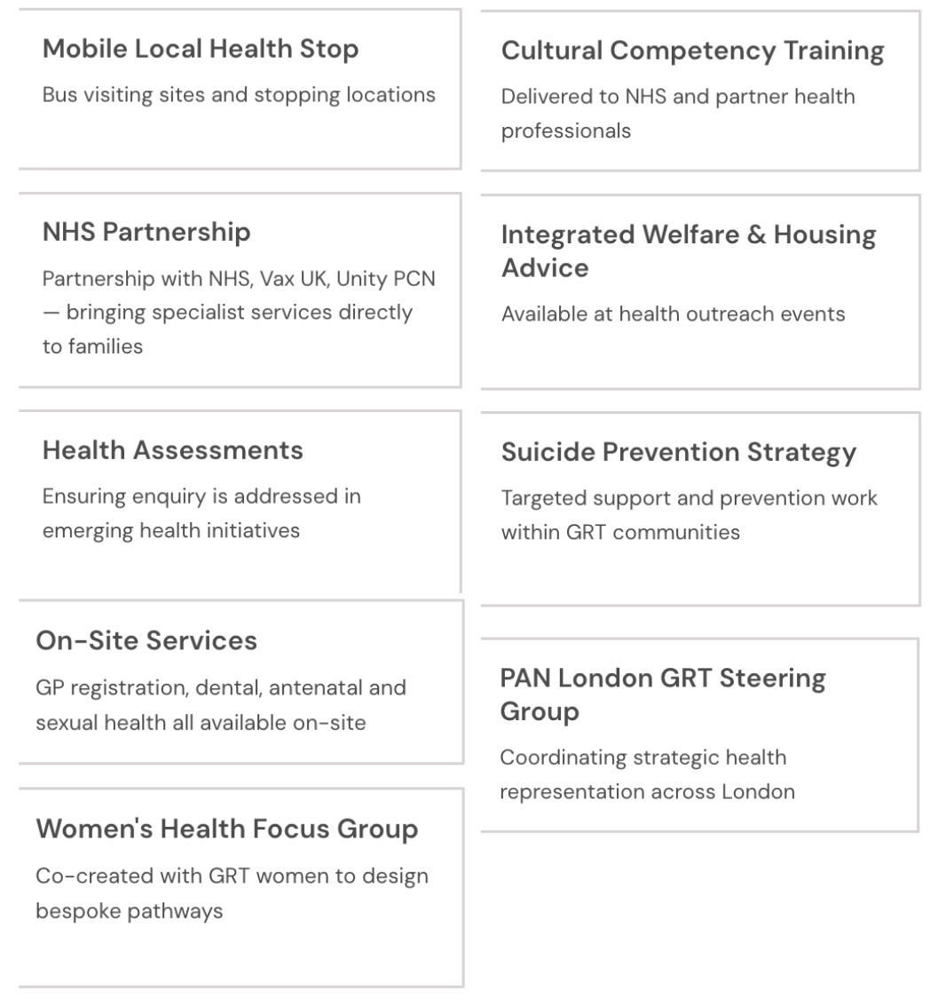 Mobile Local Health Stop
Bus visiting sites and stopping locations
NHS Partnership
Partnership with NHS, Vax UK, Unity PCN
— bringing specialist services directly
to families
Health Assessments
Ensuring enquiry is addressed in
emerging health initiatives
On-Site Services
GP registration, dental, antenatal and
sexual health all available on-site
Women's Health Focus Group
Co-created with GRT women to design
bespoke pathways
Cultural Competency Training
Delivered to NHS and partner health
professionals
Integrated Welfare & Housing
Advice
Available at health outreach events
Suicide Prevention Strategy
Targeted support and prevention work
within GRT communities
PAN London GRT Steering
Group
Coordinating strategic health
representation across London